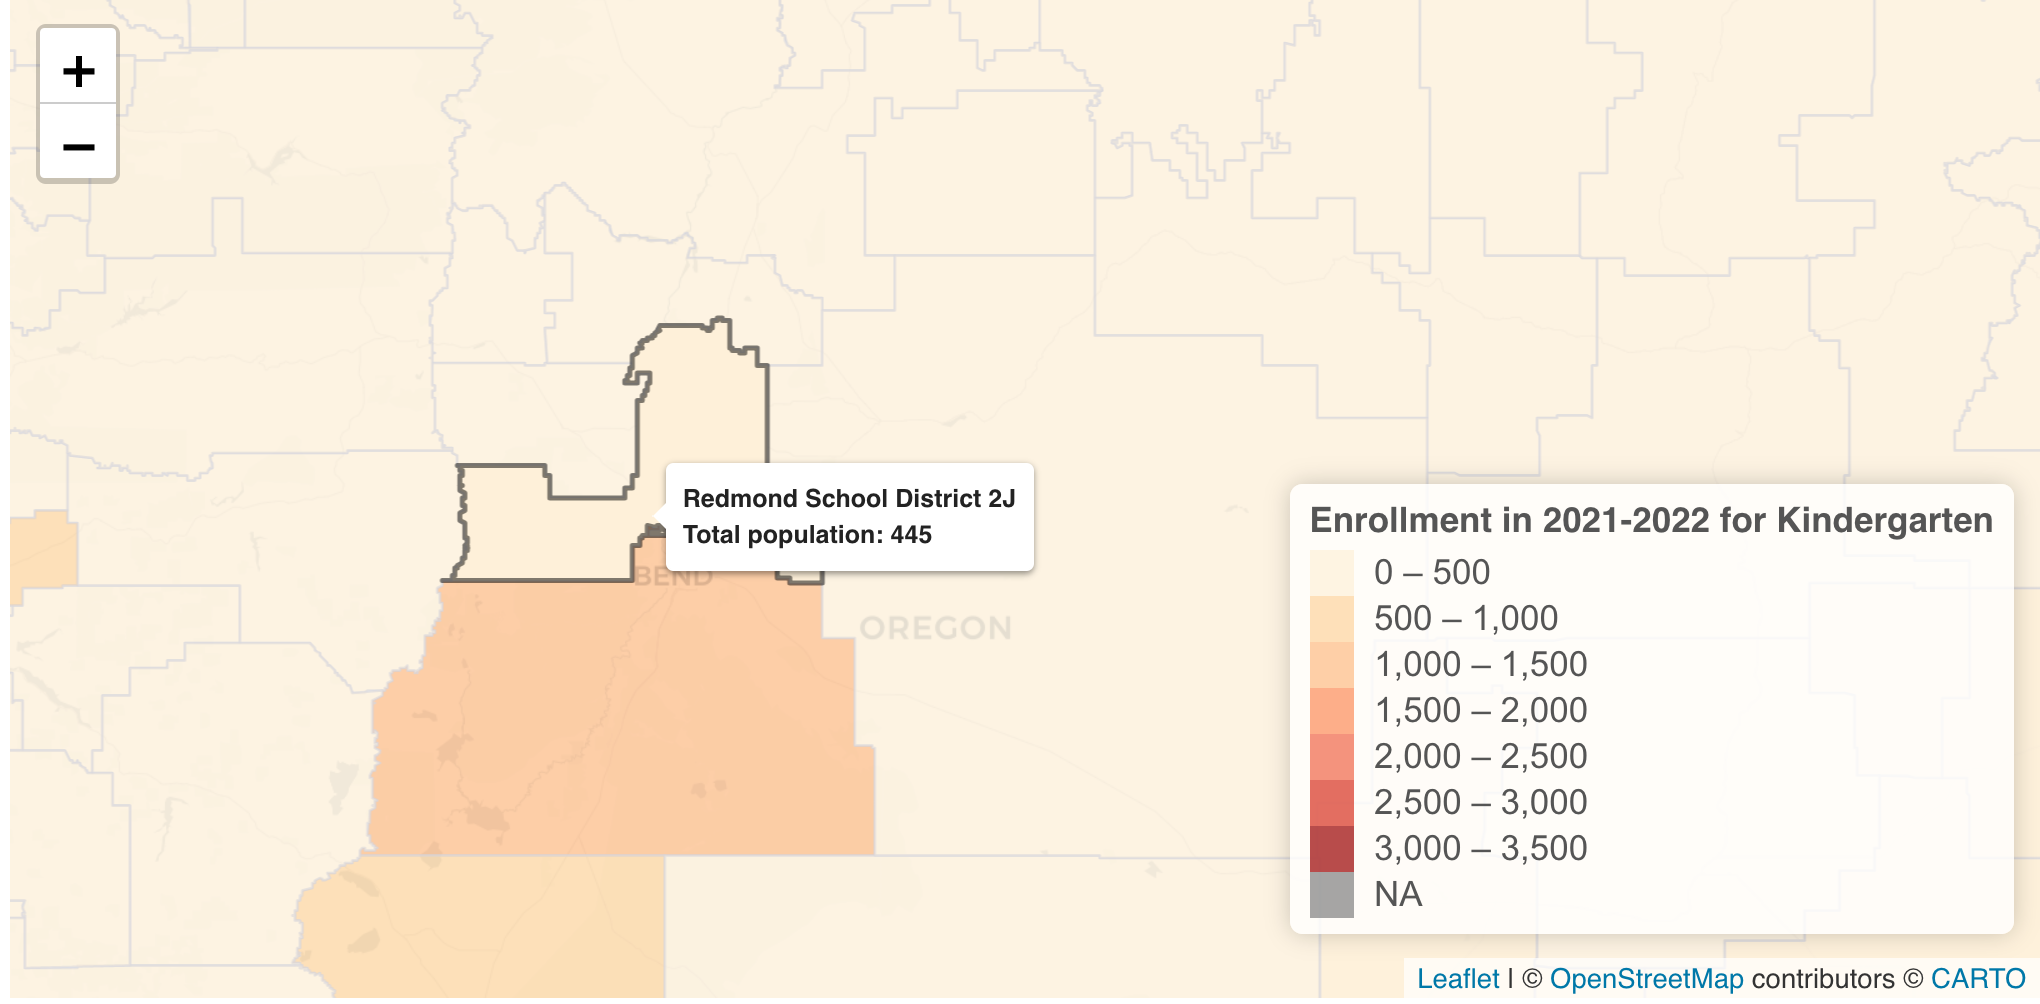 +
−
Redmond School District 2J
Total population: 445
BEND
OREGON
Enrollment in 2021-2022 for Kindergarten
0 – 500
500 – 1,000
1,000 – 1,500
1,500 – 2,000
2,000 – 2,500
2,500 – 3,000
3,000 – 3,500
NA
Leaflet | © OpenStreetMap contributors © CARTO